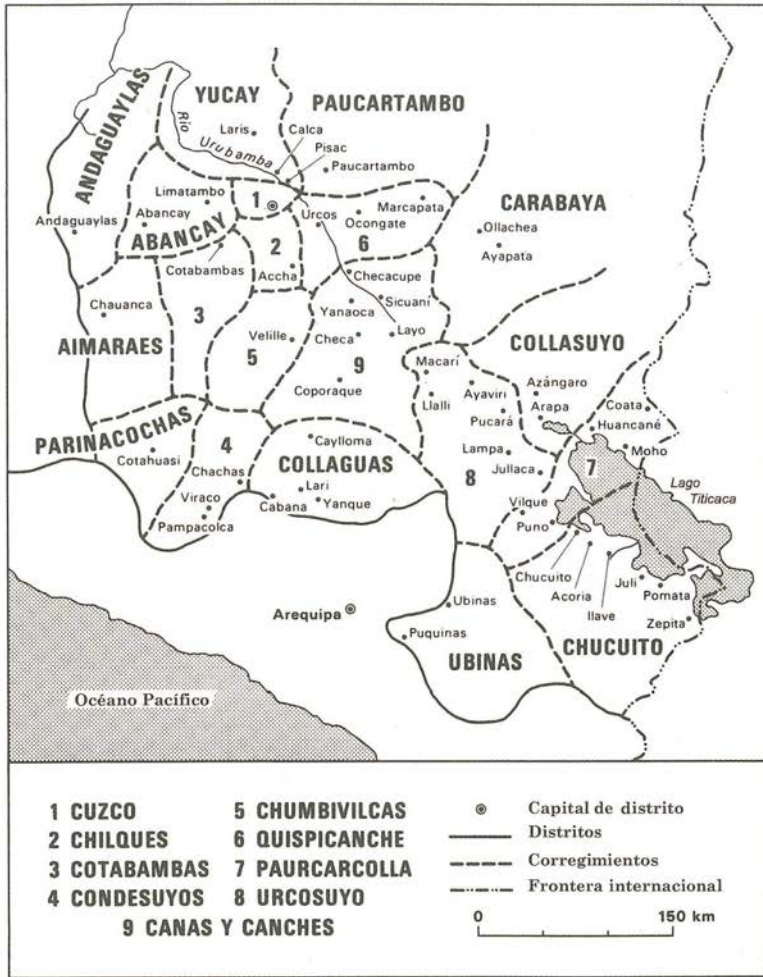 ANDAGUAYLAS
YUCAY
PAUCARTAMBO
Río Urubamba
Laris
Calca
Pisac
Paucartambo
Limatambo
1
Marcapata
CARABAYA
Andaguaylas
Abancay
ABANCAY
Urcos
Ocongate
Ollachea
2
6
Ayapata
Cotabambas
Accha
Checacupe
Chauanca
3
Yanaoca
Sicuaní
AIMARAES
5
Velille
Checa
Layo
COLLASUYO
9
Macarí
Coporaque
Ayaviri
Azángaro
Llalli
Arapa
Coata
Pucará
Huancané
PARINACOCHAS
4
Caylloma
Moho
Cotahuasi
COLLAGUAS
Lampa
7
Chachas
8
Jullaca
Lago
Titicaca
Viraco
Lari
Cabana
Yanque
Vilque
Pampacolca
Puno
Chucuito
Acoria
Ilave
Juli
Pomata
Arequipa
Ubinas
Zepita
Puquinas
CHUCUITO
UBINAS
Océano Pacífico
1 CUZCO
2 CHILQUES
3 COTABAMBAS
4 CONDESUYOS
5 CHUMBIVILCAS
6 QUISPICANCHE
7 PAURCARCOLLA
8 URCOSUYO
9 CANAS Y CANCHES
Capital de distrito
Distritos
Corregimientos
Frontera internacional
0 150 km